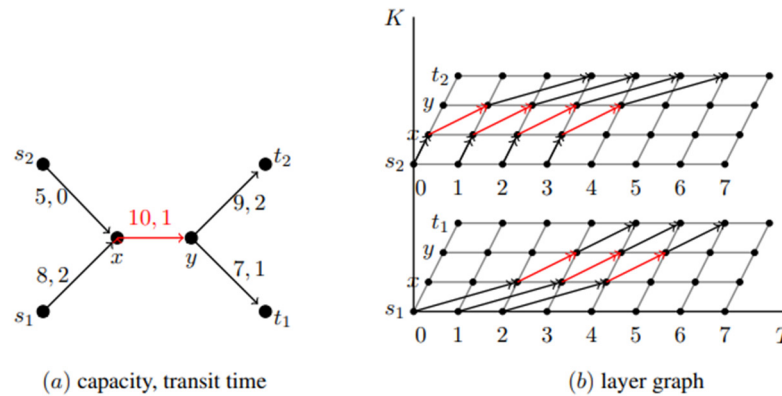 K
t2
y
x
s2
0 1 2 3 4 5 6 7
t1
y
x
s1
0 1 2 3 4 5 6 7
s2
t2
5, 0
9, 2
10, 1
x
y
8, 2
7, 1
s1
t1
(a) capacity, transit time
(b) layer graph